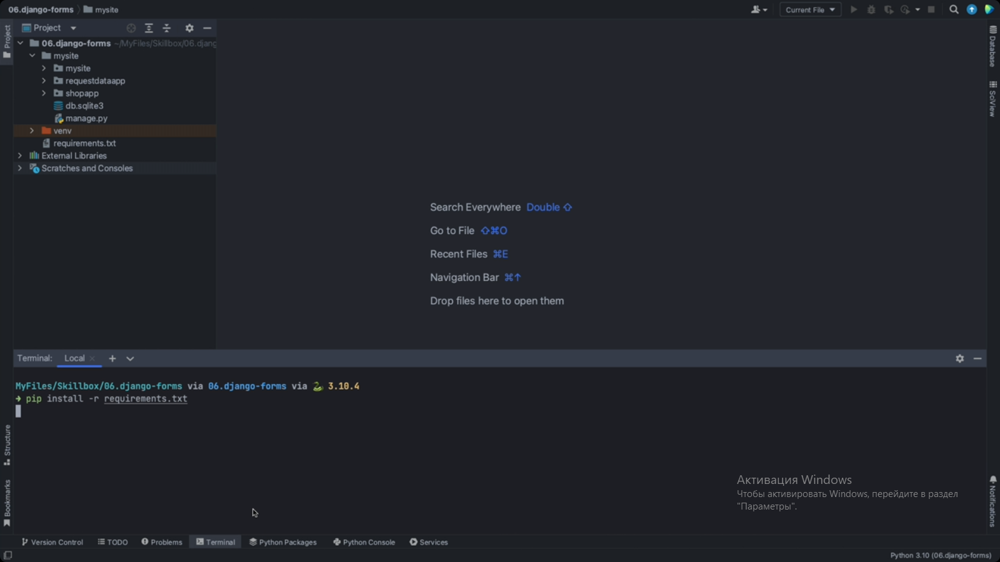 06.django-forms mysite
Current File
Project
06.django-forms ~/MyFiles/Skillbox/06.djang
mysite
mysite
requestdataapp
shopapp
db.sqlite3
manage.py
venv
requirements.txt
External Libraries
Scratches and Consoles
Project
Structure
Bookmarks
Database
SciView
Notifications
Search Everywhere Double ⇧
Go to File ⇧⌘O
Recent Files ⌘E
Navigation Bar ⌘↑
Drop files here to open them
Terminal: Local
MyFiles/Skillbox/06.django-forms via 06.django-forms via 🐍 3.10.4
➜ pip install -r requirements.txt
Активация Windows
Чтобы активировать Windows, перейдите в раздел
"Параметры".
Version Control TODO Problems Terminal Python Packages Python Console Services
Python 3.10 (06.django-forms)